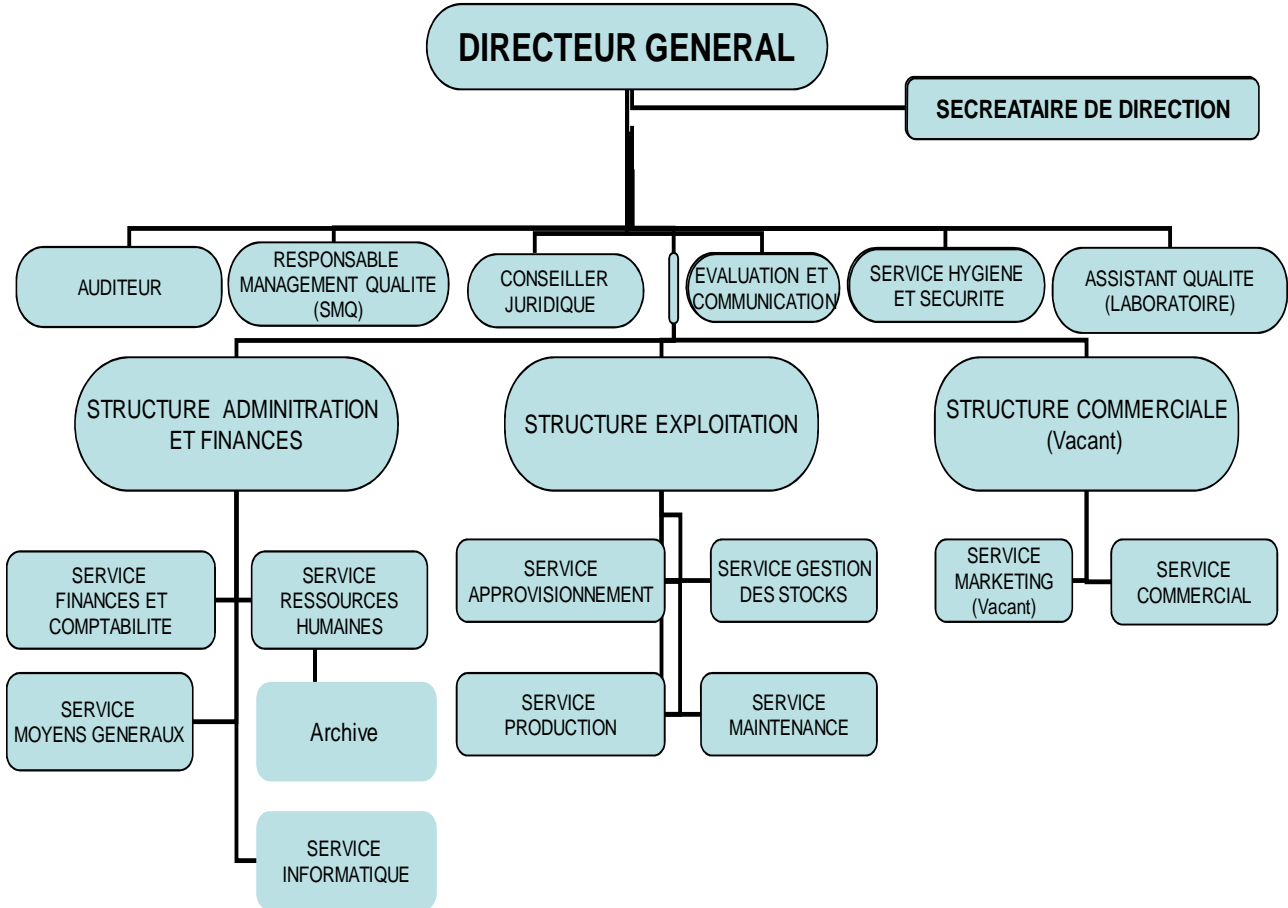 DIRECTEUR GENERAL
SECREATAIRE DE DIRECTION
AUDITEUR
RESPONSABLE
MANAGEMENT QUALITE
(SMQ)
CONSEILLER
JURIDIQUE
EVALUATION ET
COMMUNICATION
SERVICE HYGIENE
ET SECURITE
ASSISTANT QUALITE
(LABORATOIRE)
STRUCTURE ADMINITRATION
ET FINANCES
STRUCTURE EXPLOITATION
STRUCTURE COMMERCIALE
(Vacant)
SERVICE
FINANCES ET
COMPTABILITE
SERVICE
RESSOURCES
HUMAINES
SERVICE
APPROVISIONNEMENT
SERVICE GESTION
DES STOCKS
SERVICE
MARKETING
(Vacant)
SERVICE
COMMERCIAL
SERVICE
MOYENS GENERAUX
Archive
SERVICE
PRODUCTION
SERVICE
MAINTENANCE
SERVICE
INFORMATIQUE